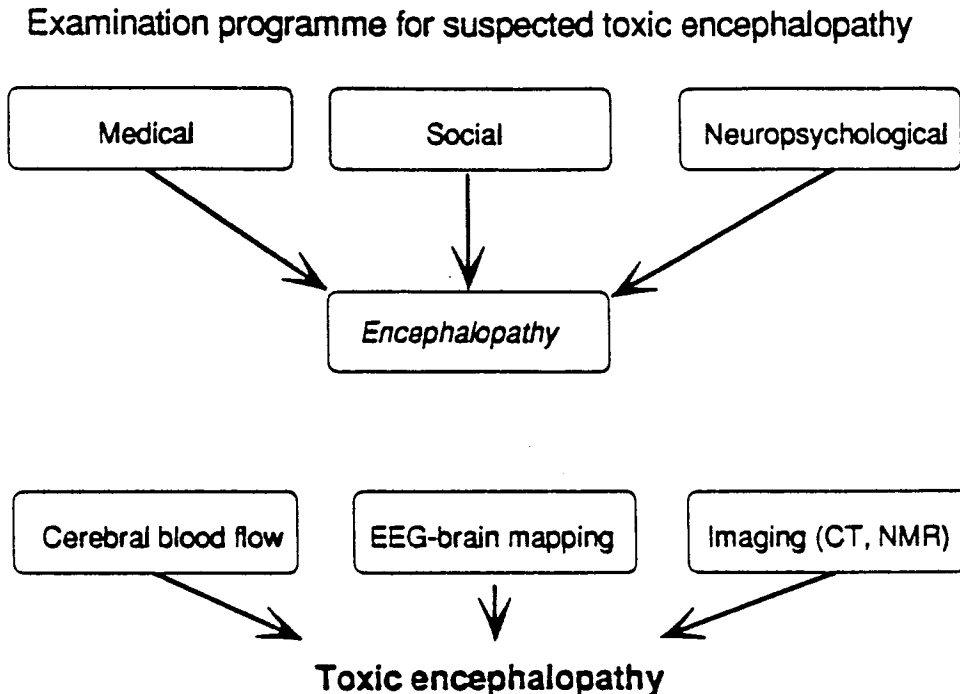 Examination programme for suspected toxic encephalopathy
Medical
Social
Neuropsychological
Encephalopathy
Cerebral blood flow
EEG-brain mapping
Imaging (CT, NMR)
Toxic encephalopathy